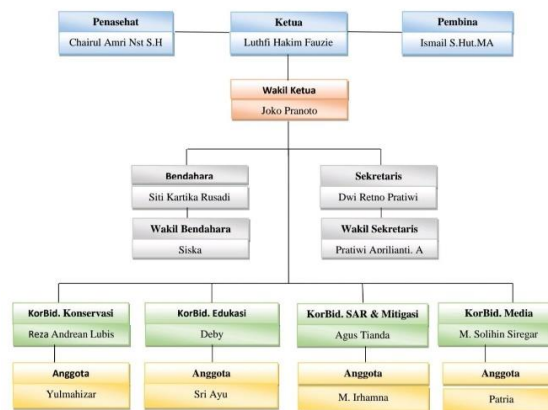 Penasehat
Chairul Amri Nst S.H
Ketua
Luthfi Hakim Fauzie
Pembina
Ismail S.Hut.MA
Wakil Ketua
Joko Pranoto
Bendahara
Siti Kartika Rusadi
Wakil Bendahara
Siska
Sekretaris
Dwi Retno Pratiwi
Wakil Sekretaris
Pratiwi Aprilianti. A
KorBid. Konservasi
Reza Andrean Lubis
Anggota
Yulmahizar
KorBid. Edukasi
Deby
Anggota
Sri Ayu
KorBid. SAR & Mitigasi
Agus Tianda
Anggota
M. Irhamna
KorBid. Media
M. Solihin Siregar
Anggota
Patria